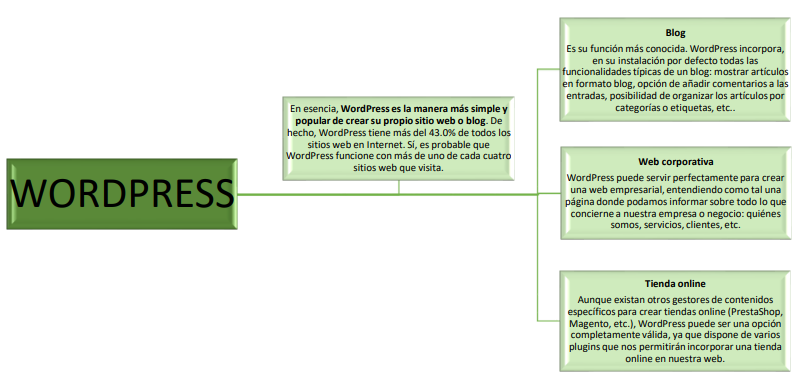 WORDPRESS
En esencia, WordPress es la manera más simple y
popular de crear su propio sitio web o blog. De
hecho, WordPress tiene más del 43.0% de todos los
sitios web en Internet. Sí, es probable que
WordPress funcione con más de uno de cada cuatro
sitios web que visita.
Blog
Es su función más conocida. WordPress incorpora,
en su instalación por defecto todas las
funcionalidades típicas de un blog: mostrar artículos
en formato blog, opción de añadir comentarios a las
entradas, posibilidad de organizar los artículos por
categorías o etiquetas, etc..
Web corporativa
WordPress puede servir perfectamente para crear
una web empresarial, entendiendo como tal una
página donde podamos informar sobre todo lo que
concierne a nuestra empresa o negocio: quiénes
somos, servicios, clientes, etc.
Tienda online
Aunque existan otros gestores de contenidos
específicos para crear tiendas online (PrestaShop,
Magento, etc.), WordPress puede ser una opción
completamente válida, ya que dispone de varios
plugins que nos permitirán incorporar una tienda
online en nuestra web.